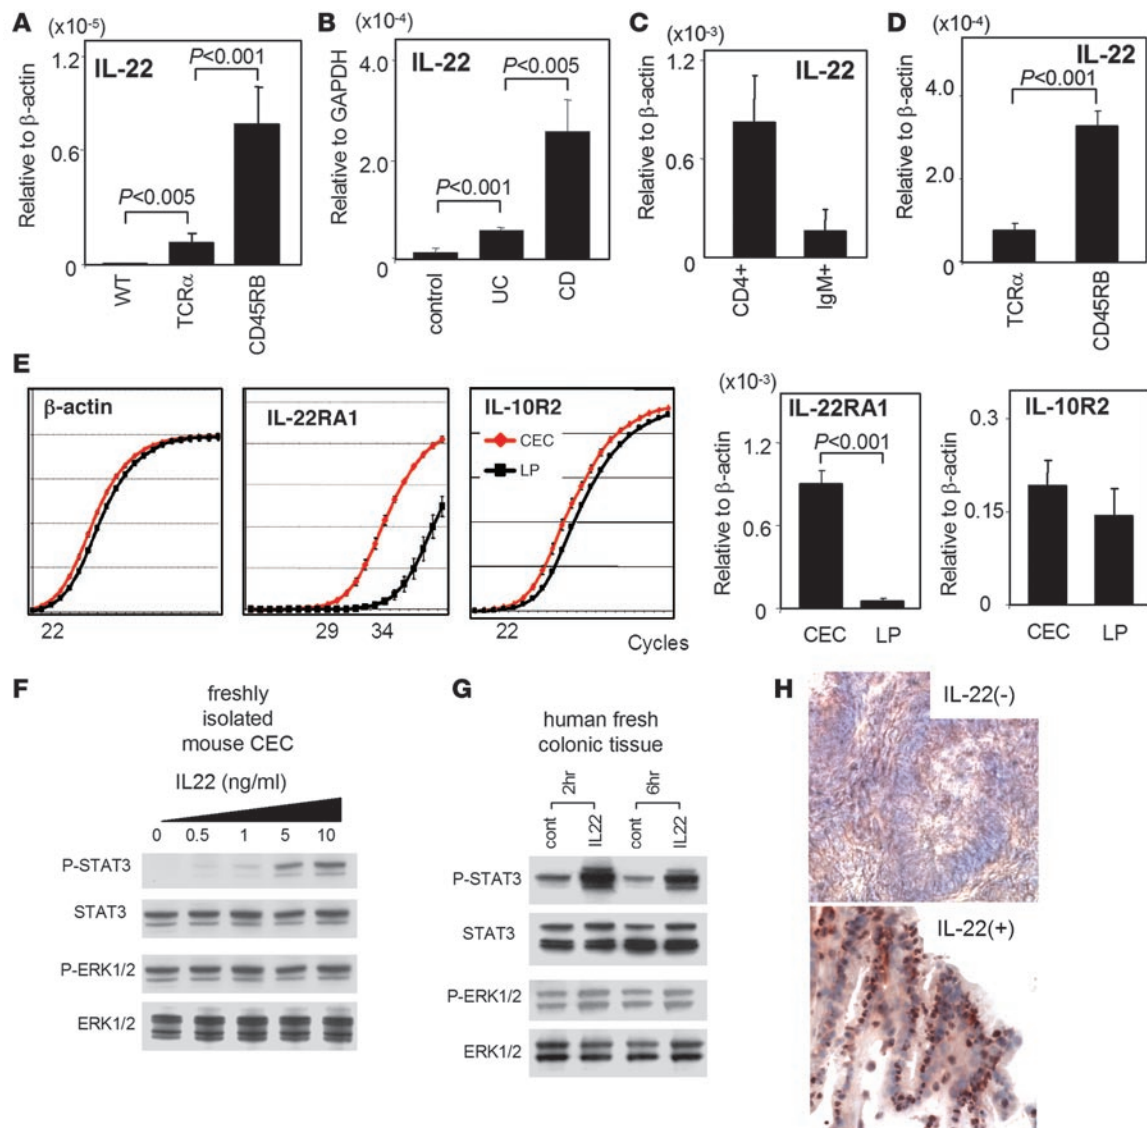 A
(x10-5)
IL-22
P<0.001
P<0.005
1.2
0.6
0
Relative to β-actin
WT
TCRα
CD45RB
B
(x10-4)
IL-22
P<0.005
P<0.001
4.0
2.0
0
Relative to GAPDH
control
UC
CD
C
(x10-3)
IL-22
1.2
0.6
0
Relative to β-actin
CD4+
IgM+
D
(x10-4)
IL-22
P<0.001
4.0
2.0
0
Relative to β-actin
TCRα
CD45RB
E
β-actin
22
IL-22RA1
29 34
IL-10R2
CEC
LP
22
Cycles
(x10-3)
IL-22RA1
P<0.001
1.2
0.6
0
Relative to β-actin
CEC LP
IL-10R2
0.3
0.15
0
Relative to β-actin
CEC LP
F
freshly
isolated
mouse CEC
IL22 (ng/ml)
0 0.5 1 5 10
P-STAT3
STAT3
P-ERK1/2
ERK1/2
G
human fresh
colonic tissue
2hr 6hr
cont IL22 cont IL22
P-STAT3
STAT3
P-ERK1/2
ERK1/2
H
IL-22(-)
IL-22(+)